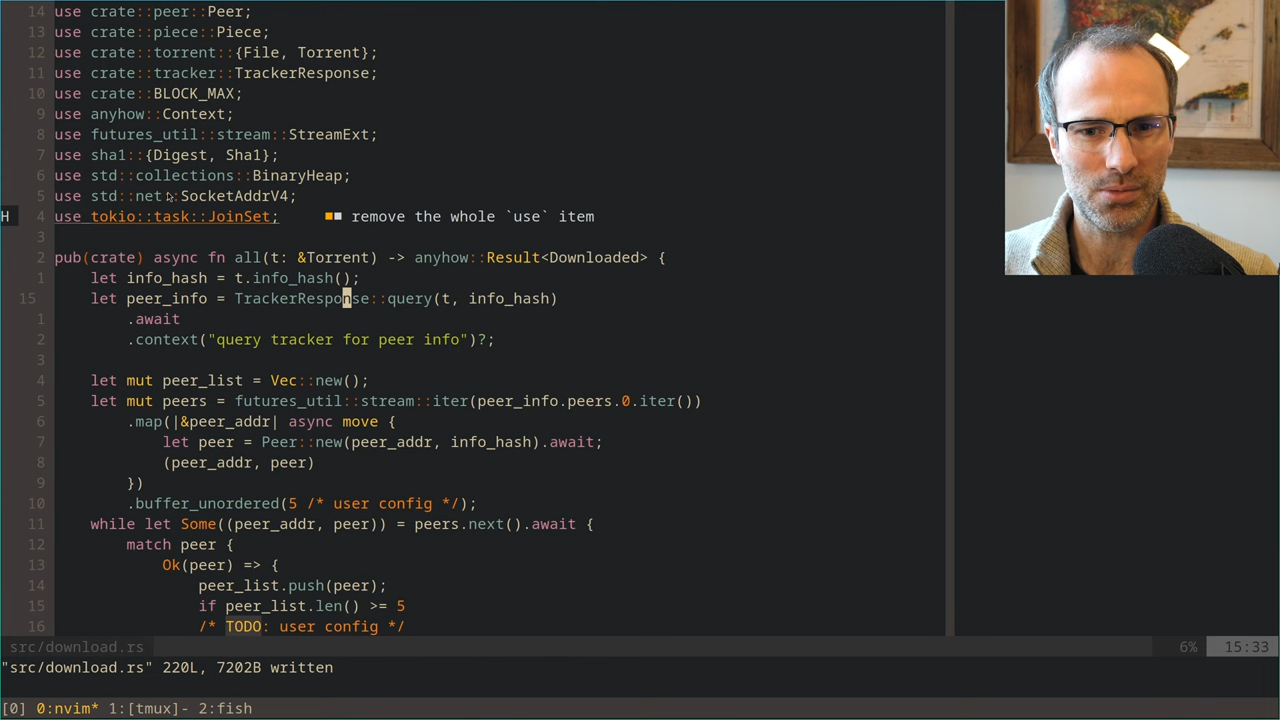 14 use crate::peer::Peer;
13 use crate::piece::Piece;
12 use crate::torrent::{File, Torrent};
11 use crate::tracker::TrackerResponse;
10 use crate::BLOCK_MAX;
9 use anyhow::Context;
8 use futures_util::stream::StreamExt;
7 use sha1::{Digest, Sha1};
6 use std::collections::BinaryHeap;
5 use std::net::SocketAddrV4;
H 4 use tokio::task::JoinSet; remove the whole `use` item
3
2 pub(crate) async fn all(t: &Torrent) -> anyhow::Result<Downloaded> {
1 let info_hash = t.info_hash();
15 let peer_info = TrackerResponse::query(t, info_hash)
1 .await
2 .context("query tracker for peer info")?;
3
4 let mut peer_list = Vec::new();
5 let mut peers = futures_util::stream::iter(peer_info.peers.0.iter())
6 .map(|&peer_addr| async move {
7 let peer = Peer::new(peer_addr, info_hash).await;
8 (peer_addr, peer)
9 })
10 .buffer_unordered(5 /* user config */);
11 while let Some((peer_addr, peer)) = peers.next().await {
12 match peer {
13 Ok(peer) => {
14 peer_list.push(peer);
15 if peer_list.len() >= 5
16 /* TODO: user config */
src/download.rs 6% 15:33
"src/download.rs" 220L, 7202B written
[0] 0:nvim* 1:[tmux]- 2:fish